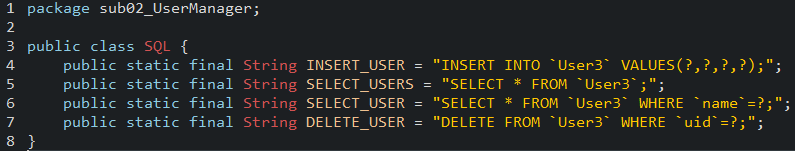 1 package sub02_UserManager;
2
3 public class SQL {
4     public static final String INSERT_USER = "INSERT INTO `User3` VALUES(?,?,?,?);";
5     public static final String SELECT_USERS = "SELECT * FROM `User3`;";
6     public static final String SELECT_USER = "SELECT * FROM `User3` WHERE `name`=?;";
7     public static final String DELETE_USER = "DELETE FROM `User3` WHERE `uid`=?;";
8 }